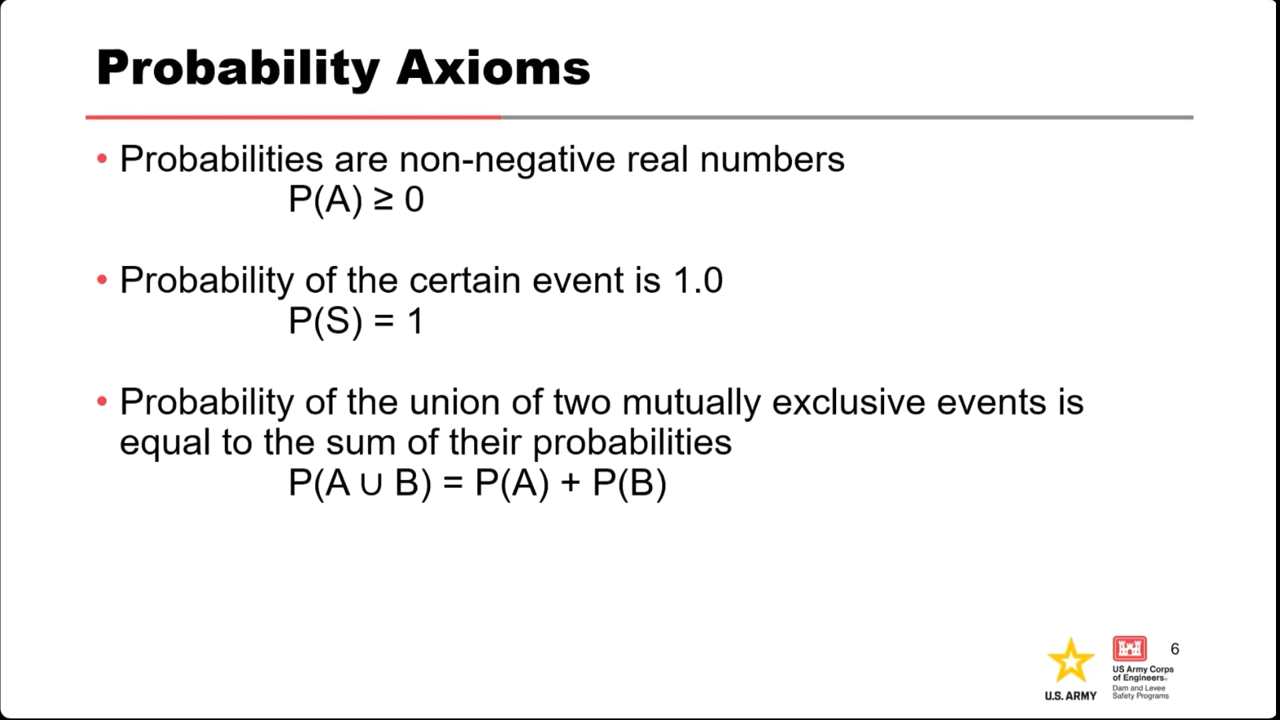 Probability Axioms
• Probabilities are non-negative real numbers
P(A) ≥ 0
• Probability of the certain event is 1.0
P(S) = 1
• Probability of the union of two mutually exclusive events is
equal to the sum of their probabilities
P(A ∪ B) = P(A) + P(B)
U.S. ARMY
US Army Corps
of Engineers®
Dam and Levee
Safety Programs
6